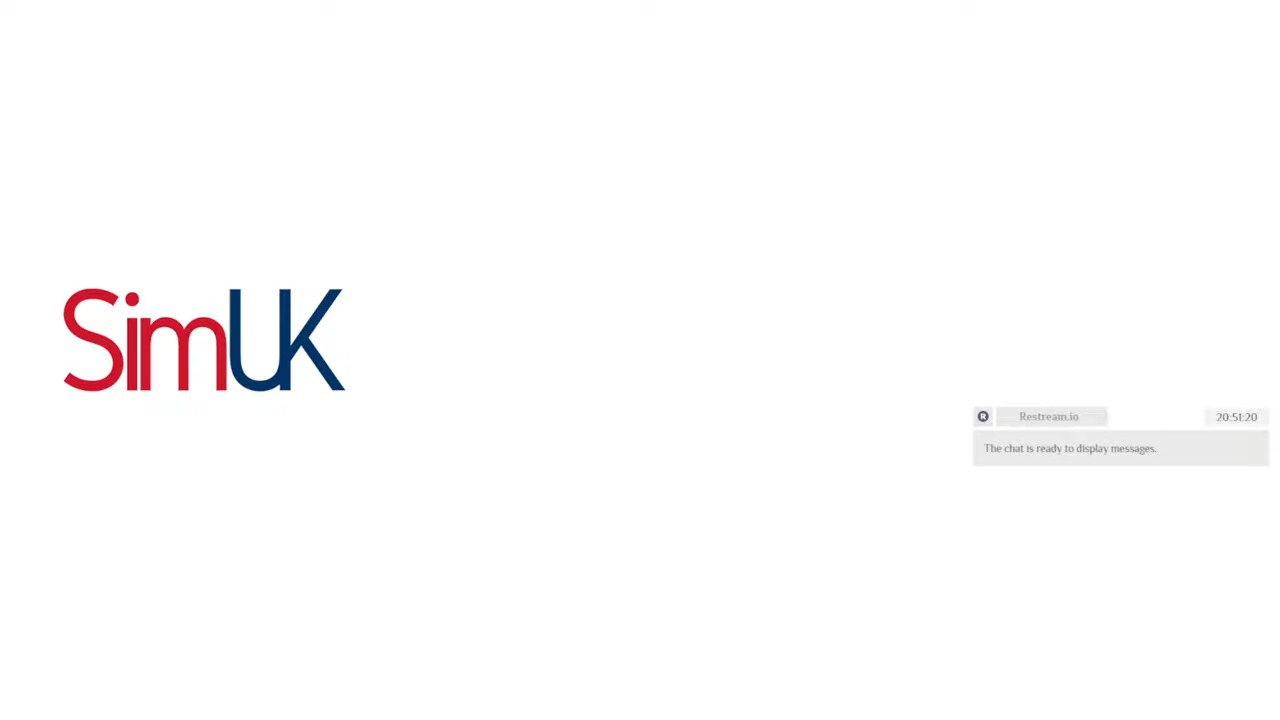 SimUK
R
Restream.io
20:51:20
The chat is ready to display messages.